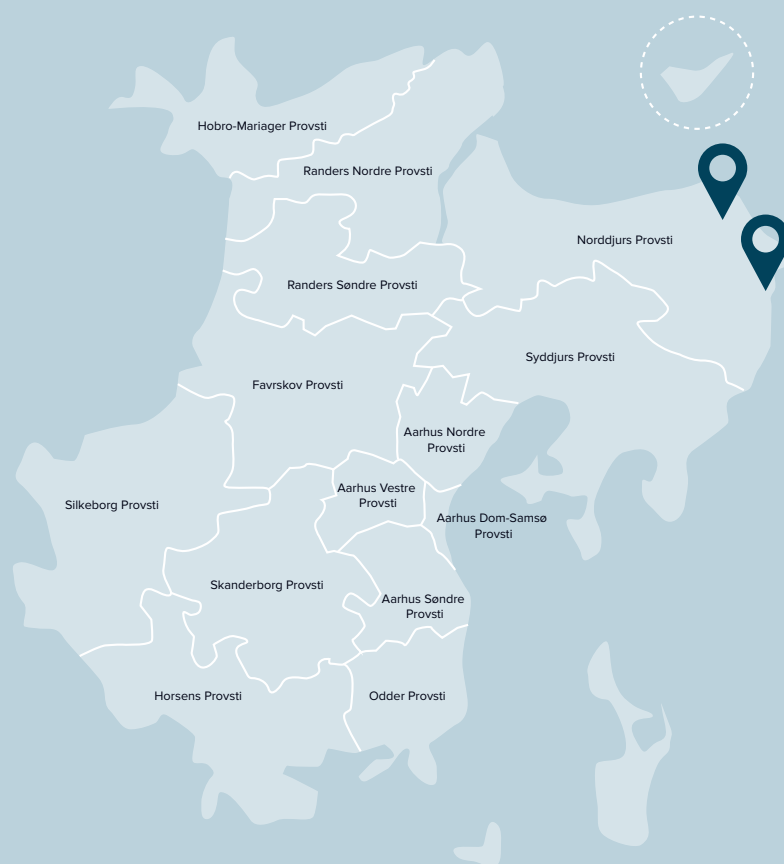 Hobro-Mariager Provsti
Randers Nordre Provsti
Norddjurs Provsti
Randers Søndre Provsti
Syddjurs Provsti
Favrskov Provsti
Aarhus Nordre
Provsti
Aarhus Vestre
Provsti
Silkeborg Provsti
Aarhus Dom-Samsø
Provsti
Skanderborg Provsti
Aarhus Søndre
Provsti
Horsens Provsti
Odder Provsti